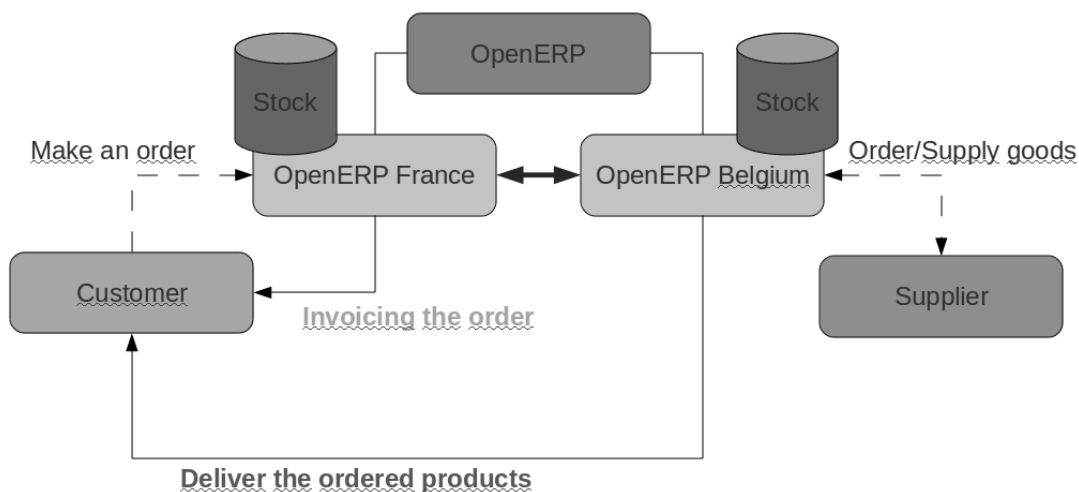 OpenERP
Stock
Stock
Make an order
Order/Supply goods
OpenERP France
OpenERP Belgium
Customer
Supplier
Invoicing the order
Deliver the ordered products